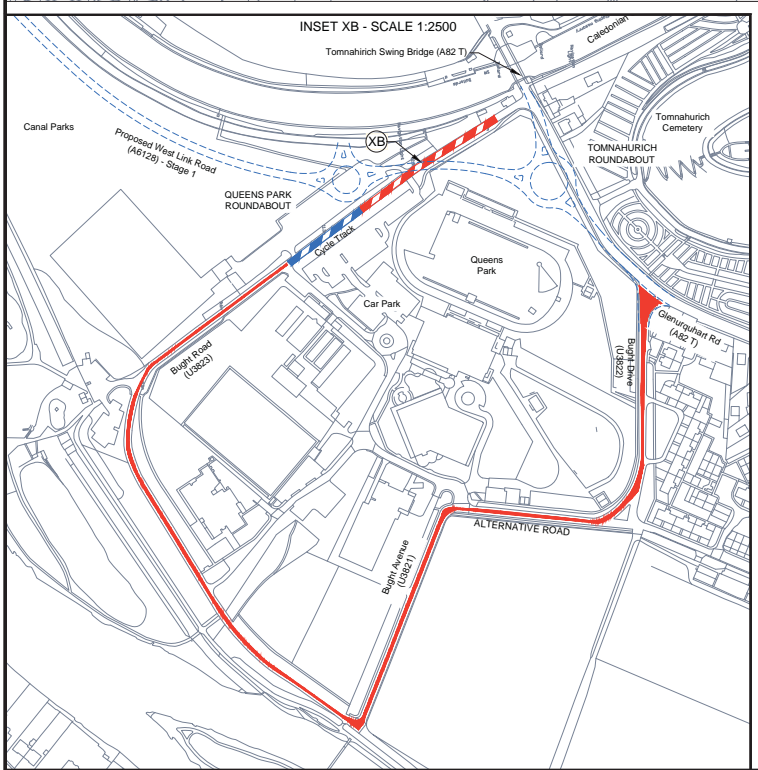 INSET XB - SCALE 1:2500
Tomnahirich Swing Bridge (A82 T)
Caledonian
Canal Parks
Proposed West Link Road
(A6128) - Stage 1
XB
Tomnahurich
Cemetery
TOMNAHURICH
ROUNDABOUT
QUEENS PARK
ROUNDABOUT
Cycle Track
Queens
Park
Car Park
Glenurquhart Rd
(A82 T)
Bught Road
(U3823)
Bught Drive
(U3822)
ALTERNATIVE ROAD
Bught Avenue
(U3821)